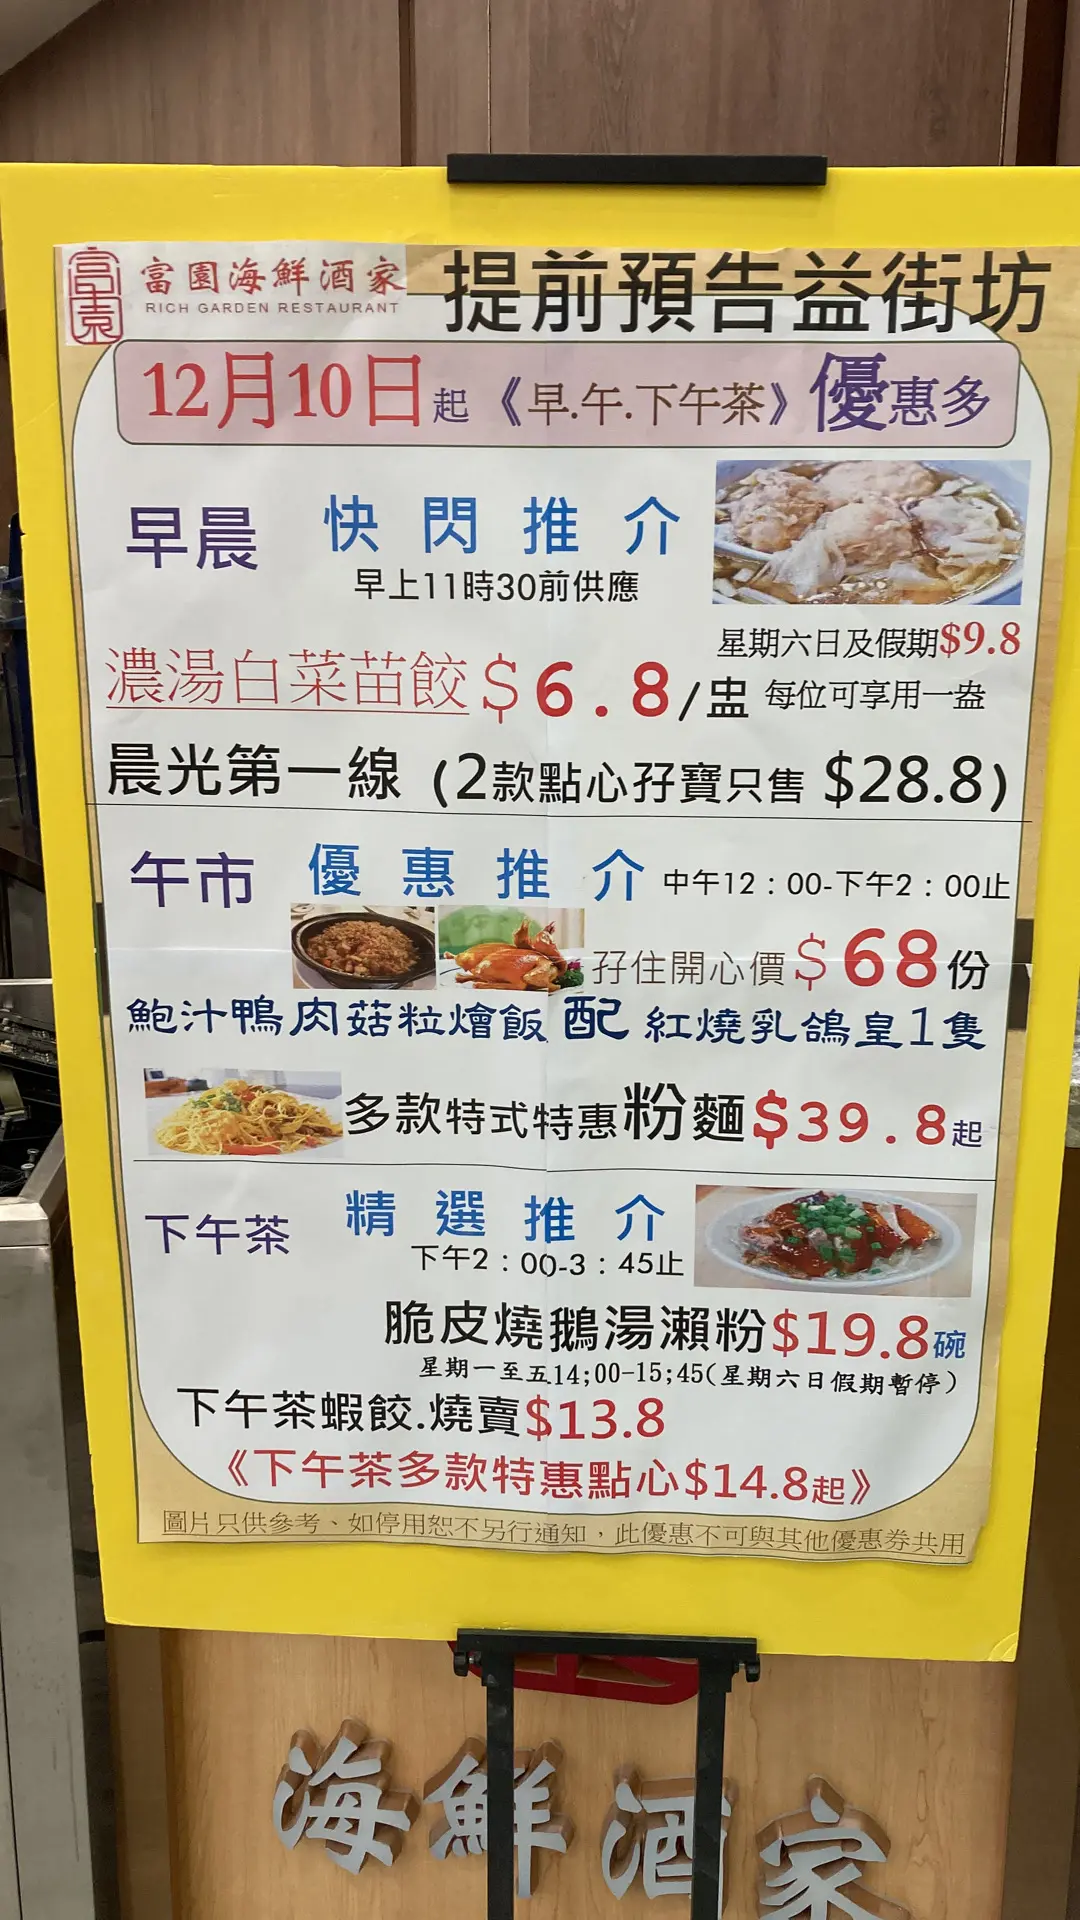 富園
富園海鮮酒家
RICH GARDEN RESTAURANT
提前預告益街坊
12月10日起《早.午.下午茶》優惠多
早晨 快閃推介
早上11時30前供應
星期六日及假期$9.8
濃湯白菜苗餃$6.8/盅 每位可享用一盎
晨光第一線 (2款點心孖寶只售 $28.8)
午市 優惠推介 中午12：00-下午2：00止
孖住開心價$68份
鮑汁鴨肉菇粒燴飯 配 紅燒乳鴿皇1隻
多款特式特惠粉麵$39.8起
下午茶 精選推介
下午2：00-3：45止
脆皮燒鵝湯瀨粉$19.8碗
星期一至五14;00-15;45(星期六日假期暫停)
下午茶蝦餃.燒賣$13.8
《下午茶多款特惠點心$14.8起》
圖片只供參考、如停用恕不另行通知，此優惠不可與其他優惠券共用
海鮮酒家